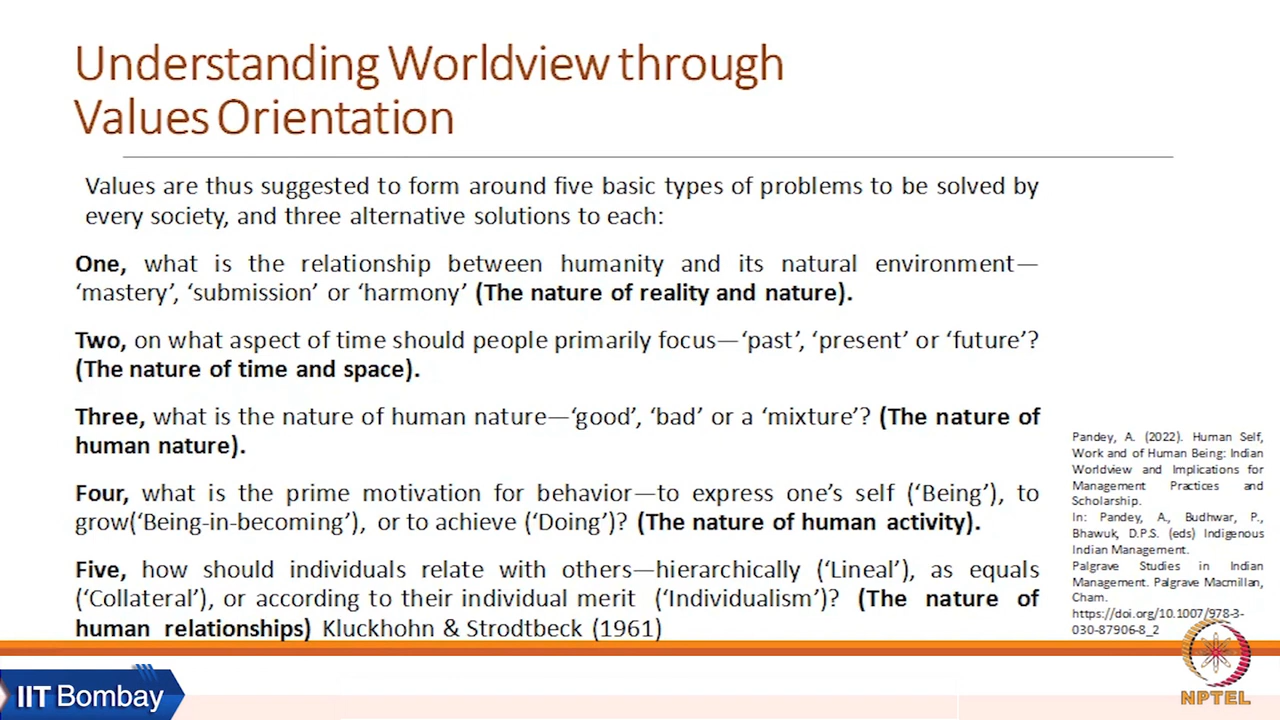 Understanding Worldview through
Values Orientation
Values are thus suggested to form around five basic types of problems to be solved by
every society, and three alternative solutions to each:
One, what is the relationship between humanity and its natural environment—
‘mastery’, ‘submission’ or ‘harmony’ (The nature of reality and nature).
Two, on what aspect of time should people primarily focus—‘past’, ‘present’ or ‘future’?
(The nature of time and space).
Three, what is the nature of human nature—‘good’, ‘bad’ or a ‘mixture’? (The nature of
human nature).
Four, what is the prime motivation for behavior—to express one’s self (‘Being’), to
grow(‘Being-in-becoming’), or to achieve (‘Doing’)? (The nature of human activity).
Five, how should individuals relate with others—hierarchically (‘Lineal’), as equals
(‘Collateral’), or according to their individual merit (‘Individualism’)? (The nature of
human relationships) Kluckhohn & Strodtbeck (1961)
Pandey, A. (2022). Human Self,
Work and of Human Being: Indian
Worldview and Implications for
Management Practices and
Scholarship.
In: Pandey, A., Budhwar, P.,
Bhawuk, D.P.S. (eds) Indigenous
Indian Management.
Palgrave Studies in Indian
Management. Palgrave Macmillan,
Cham.
https://doi.org/10.1007/978-3-
030-87906-8_2
IIT Bombay
NPTEL